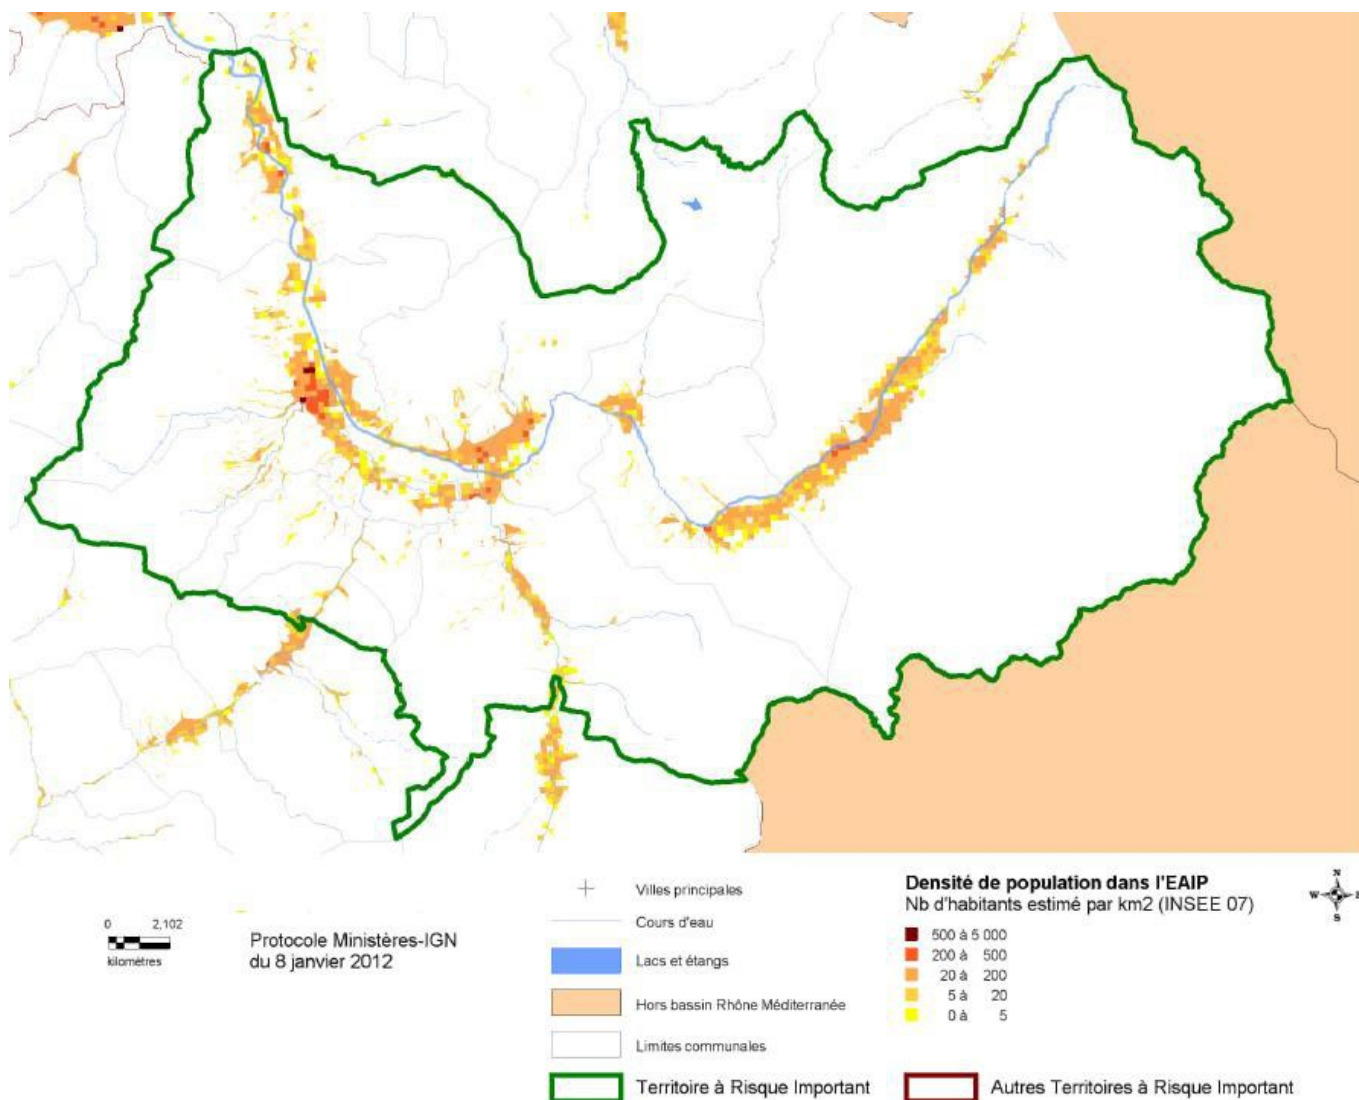 0 2,102
kilomètres
Protocole Ministères-IGN
du 8 janvier 2012
Villes principales
Cours d'eau
Lacs et étangs
Hors bassin Rhône Méditerranée
Limites communales
Territoire à Risque Important
Densité de population dans l'EAIP
Nb d'habitants estimé par km2 (INSEE 07)
500 à 5 000
200 à 500
20 à 200
5 à 20
0 à 5
Autres Territoires à Risque Important
N
W
S